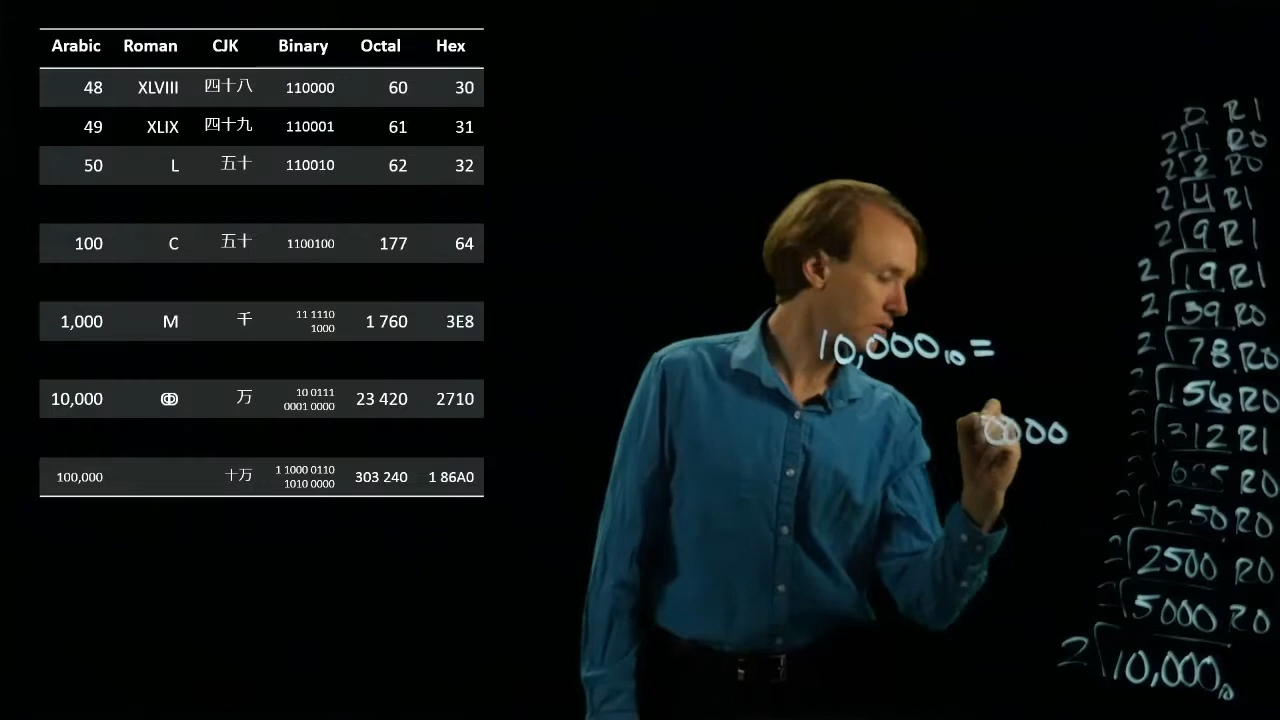 Arabic Roman CJK Binary Octal Hex
48 XLVIII 四十八 110000 60 30
49 XLIX 四十九 110001 61 31
50 L 五十 110010 62 32
100 C 五十 1100100 177 64
1,000 M 千 11 1110 1000 1 760 3E8
10,000 ↂ 万 10 0111 0001 0000 23 420 2710
100,000 十万 1 1000 0110 1010 0000 303 240 1 86A0
10,000₁₀ =
0000
0 R1
2 1 R0
2 2 R0
2 4 R1
2 9 R1
2 19 R1
2 39 R0
2 78 R0
2 156 R0
2 312 R1
2 625 R0
2 1250 R0
2 2500 R0
2 5000 R0
2 10,000₁₀